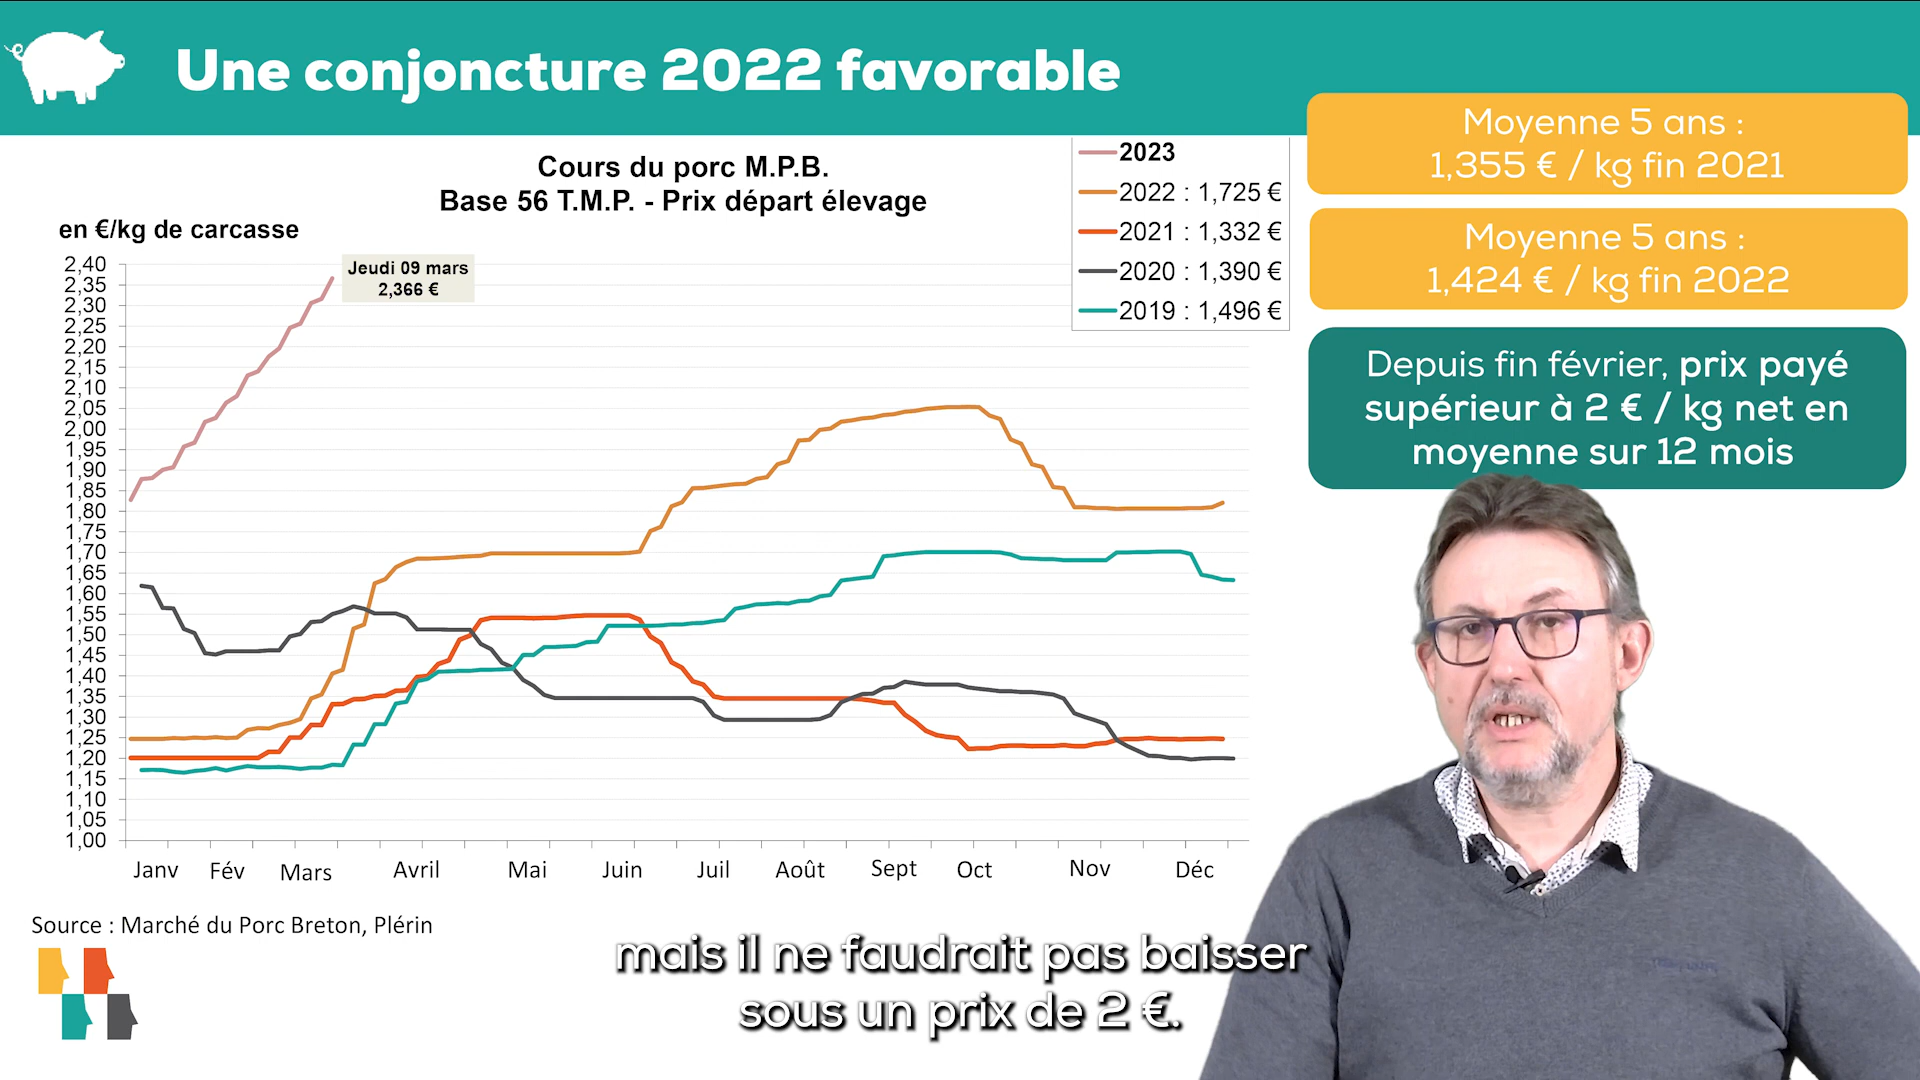 Une conjoncture 2022 favorable
Moyenne 5 ans :
1,355 € / kg fin 2021
Moyenne 5 ans :
1,424 € / kg fin 2022
Depuis fin février, prix payé
supérieur à 2 € / kg net en
moyenne sur 12 mois
Cours du porc M.P.B.
Base 56 T.M.P. - Prix départ élevage
2023
2022 : 1,725 €
2021 : 1,332 €
2020 : 1,390 €
2019 : 1,496 €
en €/kg de carcasse
Jeudi 09 mars
2,366 €
2,40
2,35
2,30
2,25
2,20
2,15
2,10
2,05
2,00
1,95
1,90
1,85
1,80
1,75
1,70
1,65
1,60
1,55
1,50
1,45
1,40
1,35
1,30
1,25
1,20
1,15
1,10
1,05
1,00
Janv Fév Mars Avril Mai Juin Juil Août Sept Oct Nov Déc
Source : Marché du Porc Breton, Plérin
mais il ne faudrait pas baisser
sous un prix de 2 €.